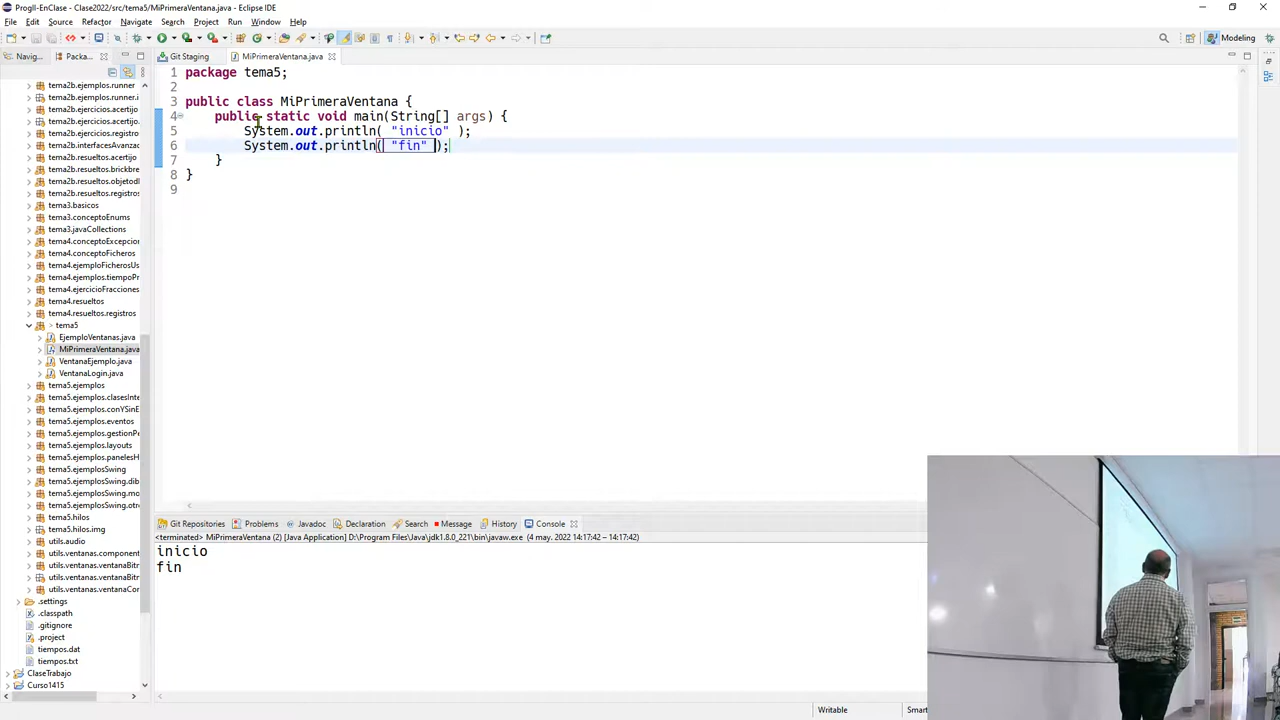 ProgII-EnClase - Clase2022/src/tema5/MiPrimeraVentana.java - Eclipse IDE
File Edit Source Refactor Navigate Search Project Run Window Help
Modeling
Navig... Packa... Git Staging MiPrimeraVentana.java
tema2b.ejemplos.runner
tema2b.ejemplos.runner.i
tema2b.ejercicios.acertijo
tema2b.ejercicios.acertijo
tema2b.ejercicios.registro
tema2b.interfacesAvanzac
tema2b.resueltos.acertijo
tema2b.resueltos.brickbre
tema2b.resueltos.objetodl
tema2b.resueltos.registros
tema3.basicos
tema3.conceptoEnums
tema3.javaCollections
tema4.conceptoExcepcion
tema4.conceptoFicheros
tema4.ejemploFicherosUs
tema4.ejemplos.tiempoPr
tema4.ejercicioFracciones
tema4.resueltos
tema4.resueltos.registros
> tema5
EjemploVentanas.java
MiPrimeraVentana.java
VentanaEjemplo.java
VentanaLogin.java
tema5.ejemplos
tema5.ejemplos.clasesInte
tema5.ejemplos.conYSinE
tema5.ejemplos.eventos
tema5.ejemplos.gestionPr
tema5.ejemplos.layouts
tema5.ejemplos.panelesH
tema5.ejemplosSwing
tema5.ejemplosSwing.dib
tema5.ejemplosSwing.mo
tema5.ejemplosSwing.otro
tema5.hilos
tema5.hilos.img
utils.audio
utils.ventanas.component
utils.ventanas.ventanaBitr
utils.ventanas.ventanaBitr
utils.ventanas.ventanaCor
.settings
.classpath
.gitignore
.project
tiempos.dat
tiempos.txt
ClaseTrabajo
Curso1415
1 package tema5;
2
3 public class MiPrimeraVentana {
4 public static void main(String[] args) {
5 System.out.println( "inicio" );
6 System.out.println( "fin" );
7 }
8 }
9
Git Repositories Problems Javadoc Declaration Search Message History Console
<terminated> MiPrimeraVentana (2) [Java Application] D:\Program Files\Java\jdk1.8.0_221\bin\javaw.exe (4 may. 2022 14:17:42 – 14:17:42)
inicio
fin
Writable
Smart